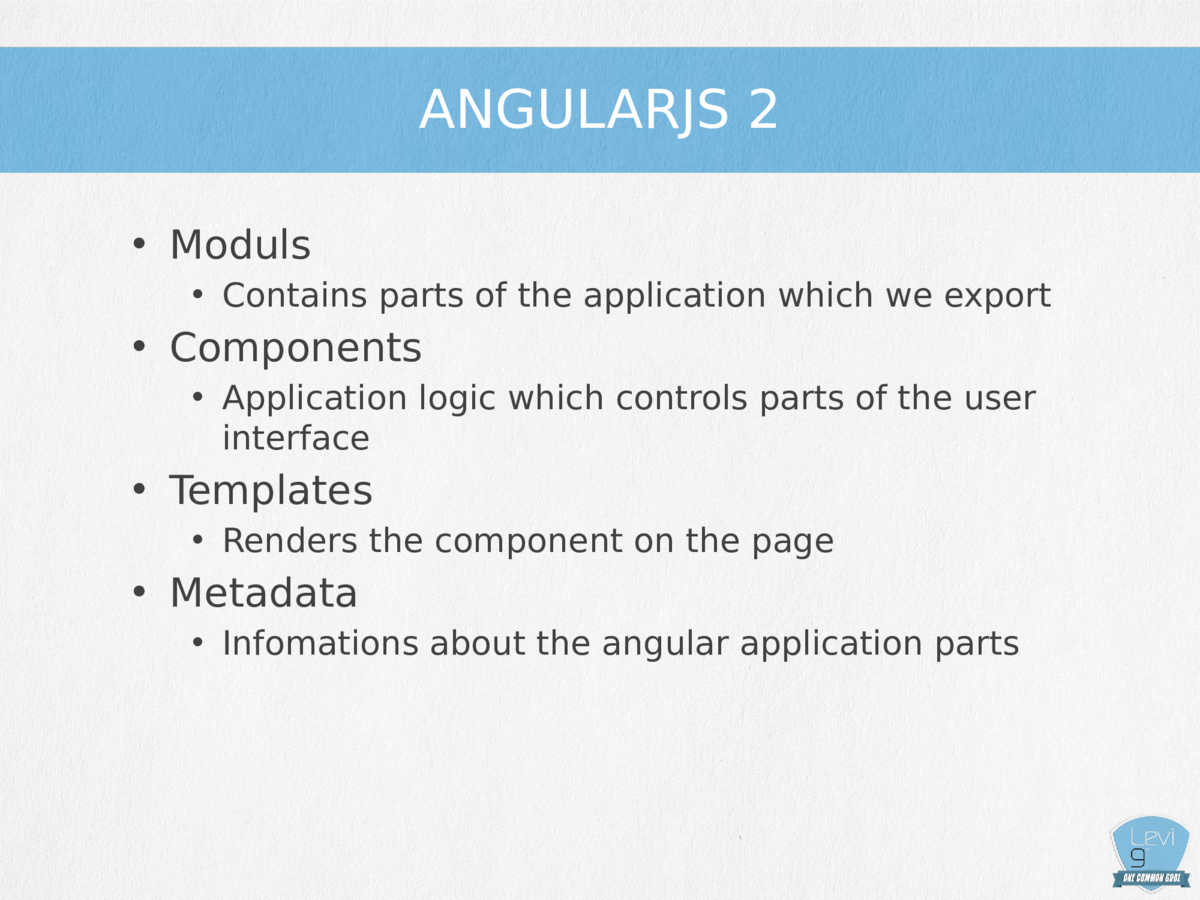 ANGULARJS 2
• Moduls
• Contains parts of the application which we export
• Components
• Application logic which controls parts of the user
interface
• Templates
• Renders the component on the page
• Metadata
• Infomations about the angular application parts
Levi
9
ONE COMMON GOAL